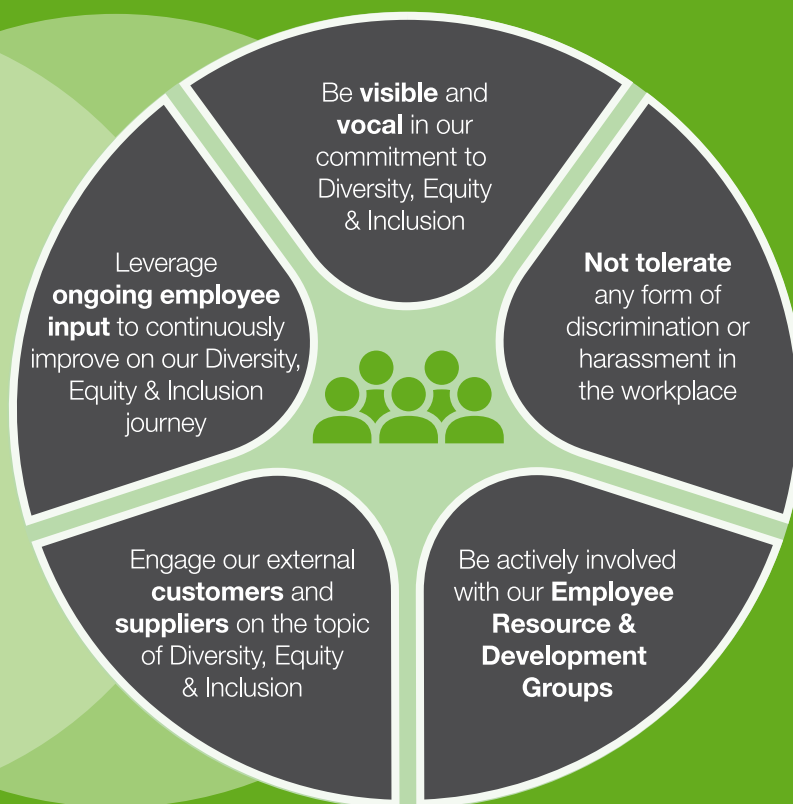 Be visible and
vocal in our
commitment to
Diversity, Equity
& Inclusion
Not tolerate
any form of
discrimination or
harassment in
the workplace
Be actively involved
with our Employee
Resource &
Development
Groups
Engage our external
customers and
suppliers on the topic
of Diversity, Equity
& Inclusion
Leverage
ongoing employee
input to continuously
improve on our Diversity,
Equity & Inclusion
journey